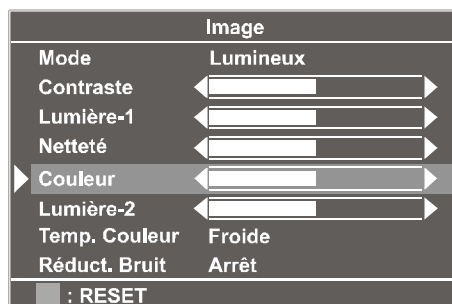 Image
Mode Lumineux
Contraste
Lumière-1
Netteté
Couleur
Lumière-2
Temp. Couleur Froide
Réduct. Bruit Arrêt
: RESET